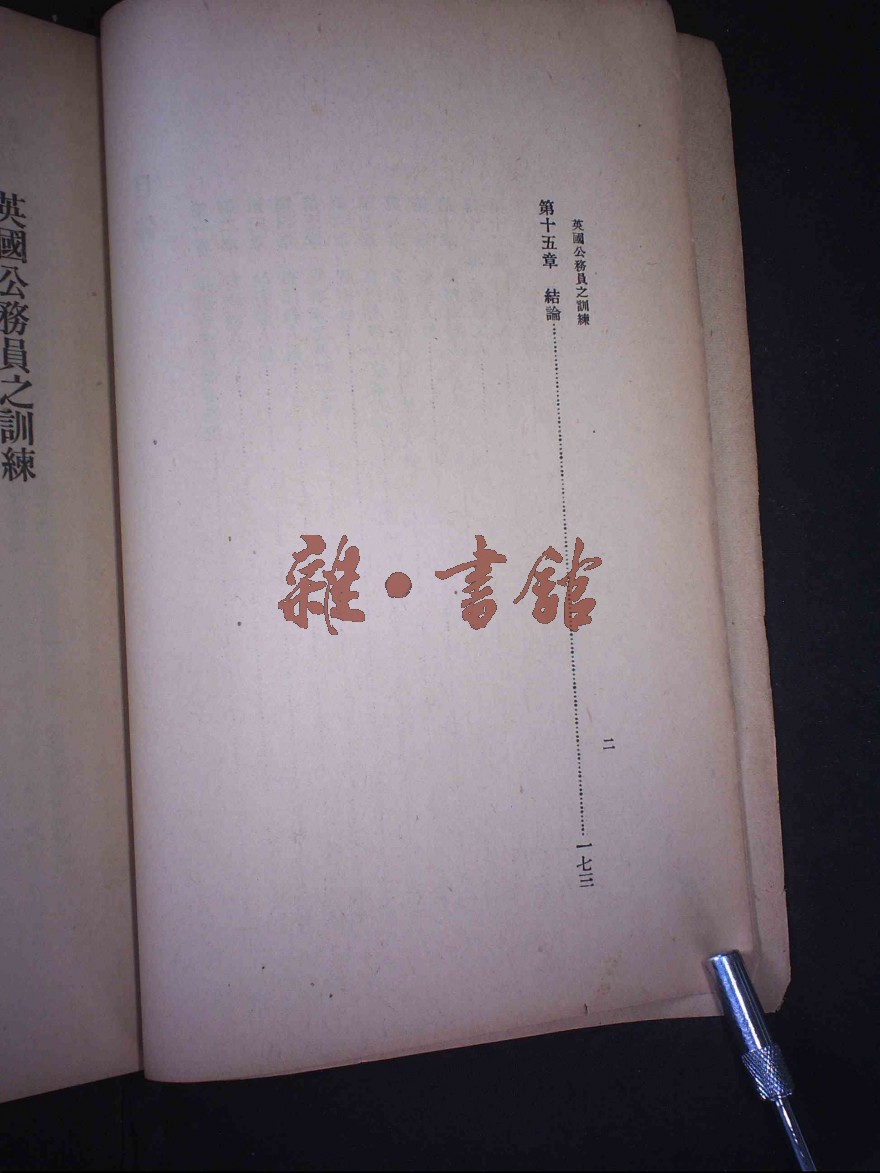 英國公務員之訓練
二
第十五章 結論……………………一七三
雜·書館
英國公務員之訓練